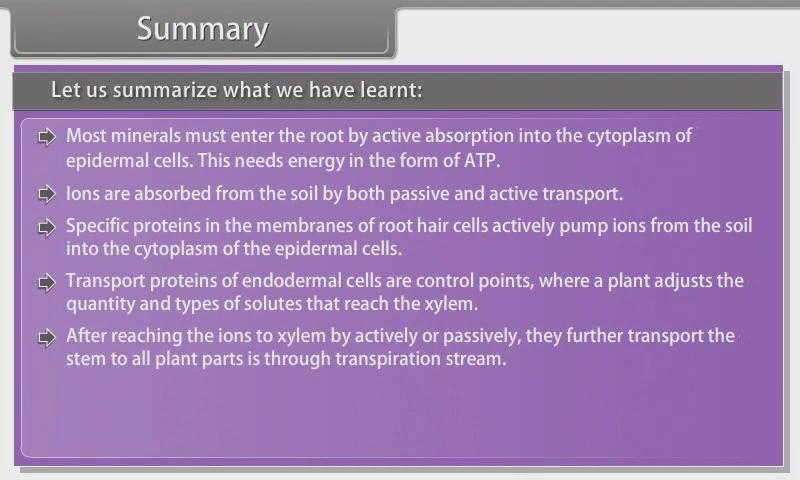 Summary
Let us summarize what we have learnt:
Most minerals must enter the root by active absorption into the cytoplasm of
epidermal cells. This needs energy in the form of ATP.
Ions are absorbed from the soil by both passive and active transport.
Specific proteins in the membranes of root hair cells actively pump ions from the soil
into the cytoplasm of the epidermal cells.
Transport proteins of endodermal cells are control points, where a plant adjusts the
quantity and types of solutes that reach the xylem.
After reaching the ions to xylem by actively or passively, they further transport the
stem to all plant parts is through transpiration stream.